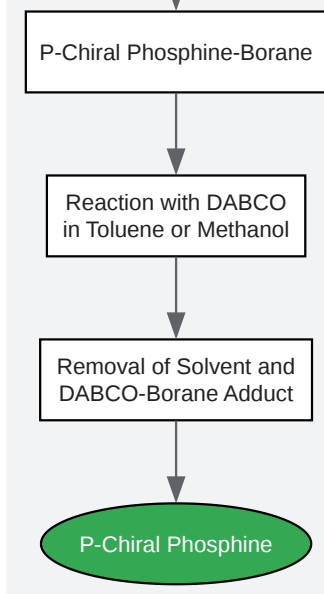 P-Chiral Phosphine-Borane
Reaction with DABCO
in Toluene or Methanol
Removal of Solvent and
DABCO-Borane Adduct
P-Chiral Phosphine